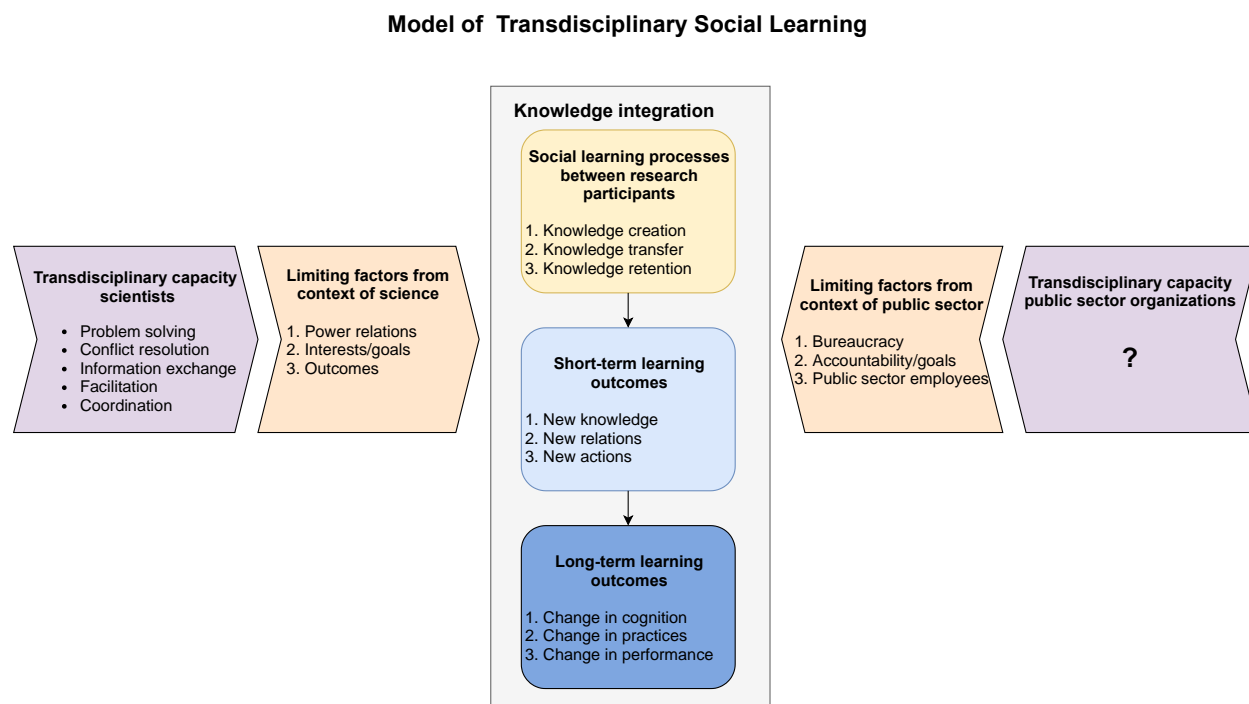 Model of  Transdisciplinary Social Learning
Transdisciplinary capacity
scientists
• Problem solving
• Conflict resolution
• Information exchange
• Facilitation
• Coordination
Limiting factors from
context of science
1. Power relations
2. Interests/goals
3. Outcomes
Knowledge integration
Social learning processes
between research
participants
1. Knowledge creation
2. Knowledge transfer
3. Knowledge retention
Short-term learning
outcomes
1. New knowledge
2. New relations
3. New actions
Long-term learning
outcomes
1. Change in cognition
2. Change in practices
3. Change in performance
Limiting factors from
context of public sector
1. Bureaucracy
2. Accountability/goals
3. Public sector employees
Transdisciplinary capacity
public sector organizations
?